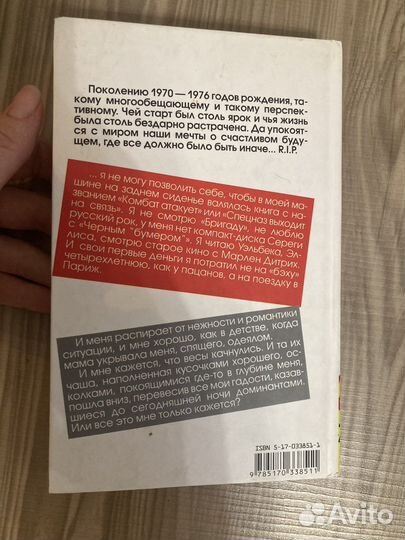 Поколению 1970 — 1976 годов рождения, та-
кому многообещающему и такому перспек-
тивному. Чей старт был столь ярок и чья жизнь
была столь бездарно растрачена. Да упокоят-
ся с миром наши мечты о счастливом буду-
щем, где все должно было быть иначе... R.I.P.
... я не могу позволить себе, чтобы в моей ма-
шине на заднем сиденье валялась книга с на-
званием «Комбат атакует» или «Спецназ выходит
на связь». Я не смотрю «Бригаду», не люблю
русский рок, у меня нет компакт-диска Сереги
с «Черным "бумером"». Я читаю Уэльбека, Эл-
лиса, смотрю старое кино с Марлен Дитрих.
И свои первые деньги я потратил не на «бэху»
четырехлетнюю, как у пацанов, а на поездку в
Париж.
И меня распирает от нежности и романтики
ситуации, и мне хорошо, как в детстве, когда
мама укрывала меня, спящего, одеялом.
И мне кажется, что весы качнулись. И та их
чаша, наполненная кусочками хорошего, ос-
колками, покоящимися где-то в глубине меня,
пошла вниз, перевесив все мои гадости, казав-
шиеся до сегодняшней ночи доминантами.
Или все это мне только кажется?
ISBN 5-17-033851-1
9 785170 338511
Avito